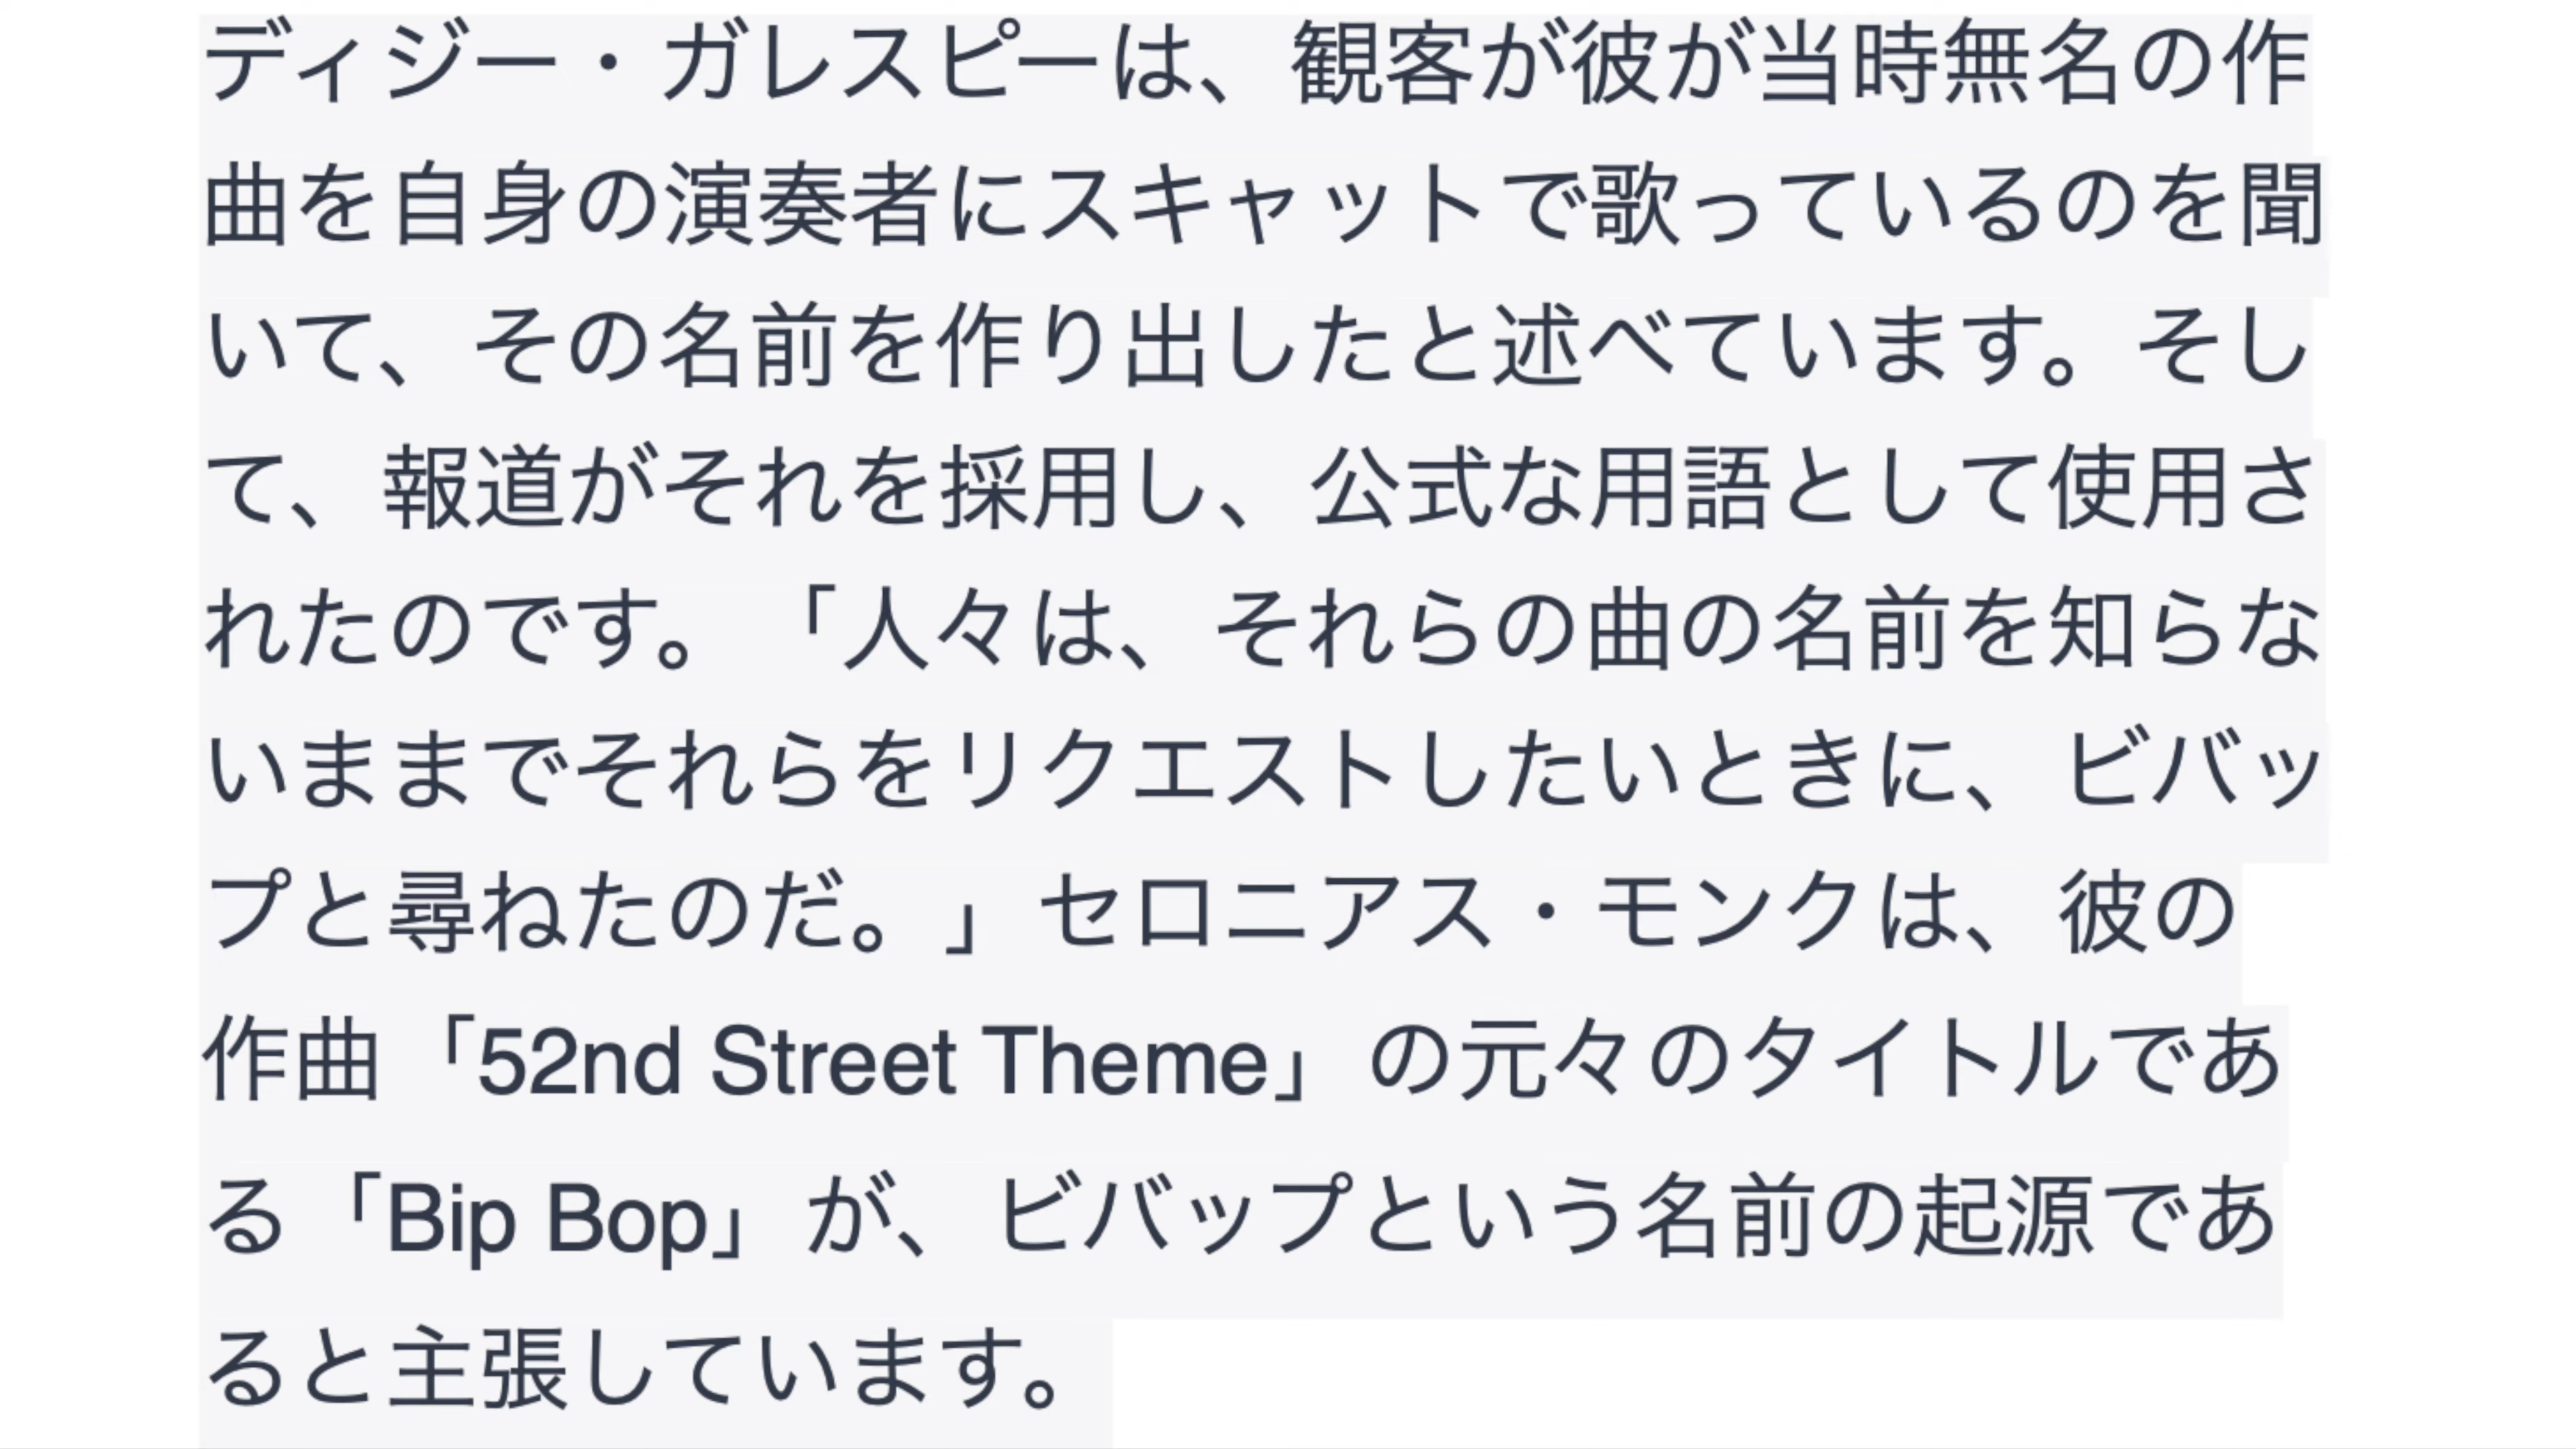 ディジー・ガレスピーは、観客が彼が当時無名の作
曲を自身の演奏者にスキャットで歌っているのを聞
いて、その名前を作り出したと述べています。そし
て、報道がそれを採用し、公式な用語として使用さ
れたのです。「人々は、それらの曲の名前を知らな
いままでそれらをリクエストしたいときに、ビバッ
プと尋ねたのだ。」セロニアス・モンクは、彼の
作曲「52nd Street Theme」の元々のタイトルであ
る「Bip Bop」が、ビバップという名前の起源であ
ると主張しています。